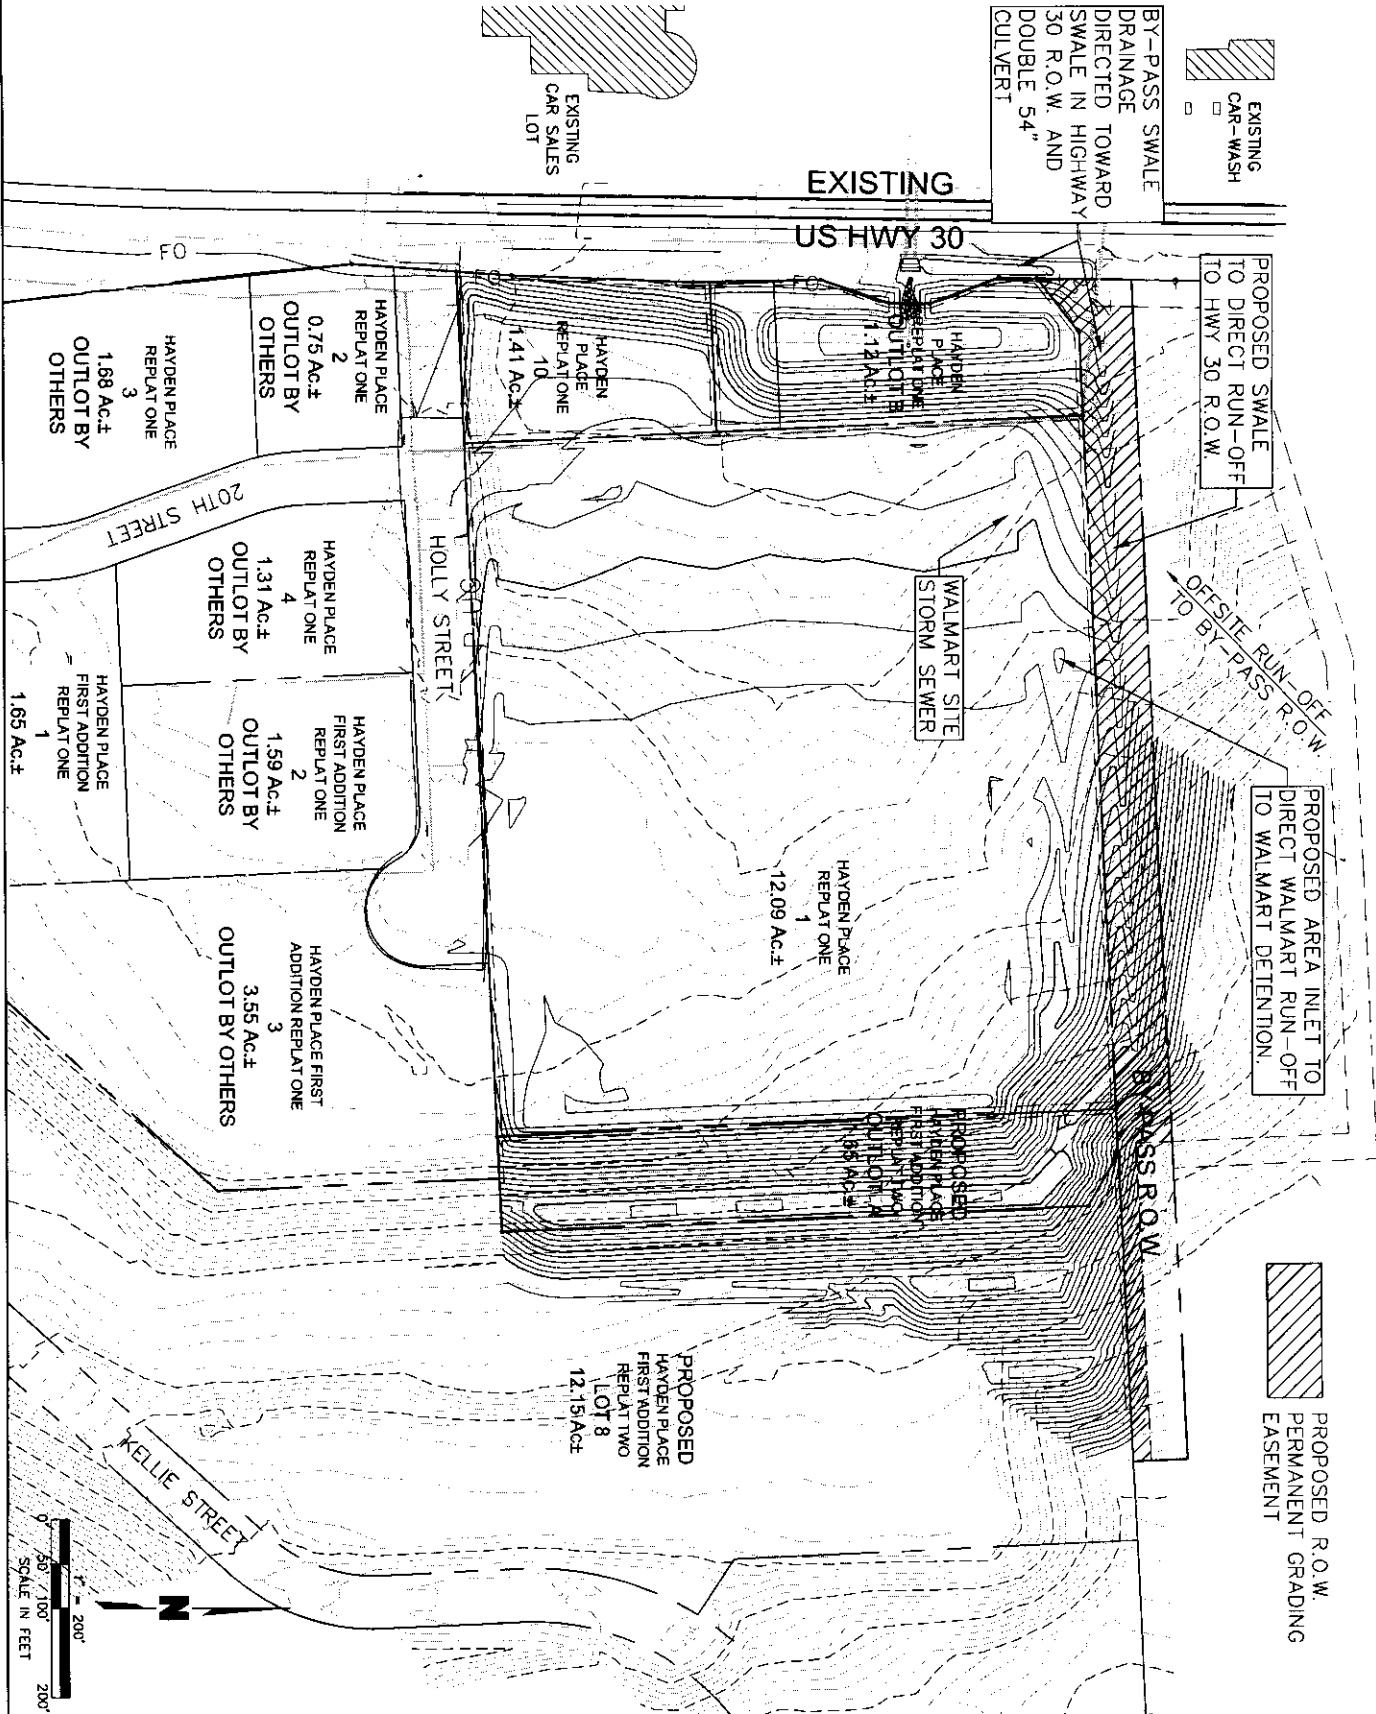 BY-PASS SWALE
DRAINAGE
DIRECTED TOWARD
SWALE IN HIGHWAY
30 R.O.W. AND
DOUBLE 54"
CULVERT
EXISTING
CAR-WASH
EXISTING
CAR SALES
LOT
EXISTING
US HWY 30
PROPOSED SWALE
TO DIRECT RUN-OFF
TO HWY 30 R.O.W.
FO
FO
FO
HAYDEN PLACE
REPLAT ONE
3
1.68 Ac.±
OUTLOT BY
OTHERS
HAYDEN PLACE
REPLAT ONE
2
0.75 Ac.±
OUTLOT BY
OTHERS
HAYDEN
PLACE
REPLAT ONE
10
1.41 Ac.±
HAYDEN
PLACE
REPLAT ONE
OUTLOT B
1.12 Ac.±
20TH STREET
HOLLY STREET
OFFSITE RUN-OFF
TO BY-PASS R.O.W.
WALMART SITE
STORM SEWER
HAYDEN PLACE
REPLAT ONE
4
1.31 Ac.±
OUTLOT BY
OTHERS
HAYDEN PLACE
FIRST ADDITION
REPLAT ONE
1
1.65 Ac.±
HAYDEN PLACE
FIRST ADDITION
REPLAT ONE
2
1.59 Ac.±
OUTLOT BY
OTHERS
PROPOSED AREA INLET TO
DIRECT WALMART RUN-OFF
TO WALMART DETENTION.
HAYDEN PLACE
REPLAT ONE
1
12.09 Ac.±
HAYDEN PLACE FIRST
ADDITION REPLAT ONE
3
3.55 Ac.±
OUTLOT BY OTHERS
BY-PASS R.O.W.
PROPOSED
HAYDEN PLACE
FIRST ADDITION
REPLAT TWO
OUTLOT A
PROPOSED
HAYDEN PLACE
FIRST ADDITION
REPLAT TWO
LOT 8
12.15 Ac±
PROPOSED R.O.W.
PERMANENT GRADING
EASEMENT
KELLIE STREET
N
1" = 200'
0' 50' 100' 200'
SCALE IN FEET